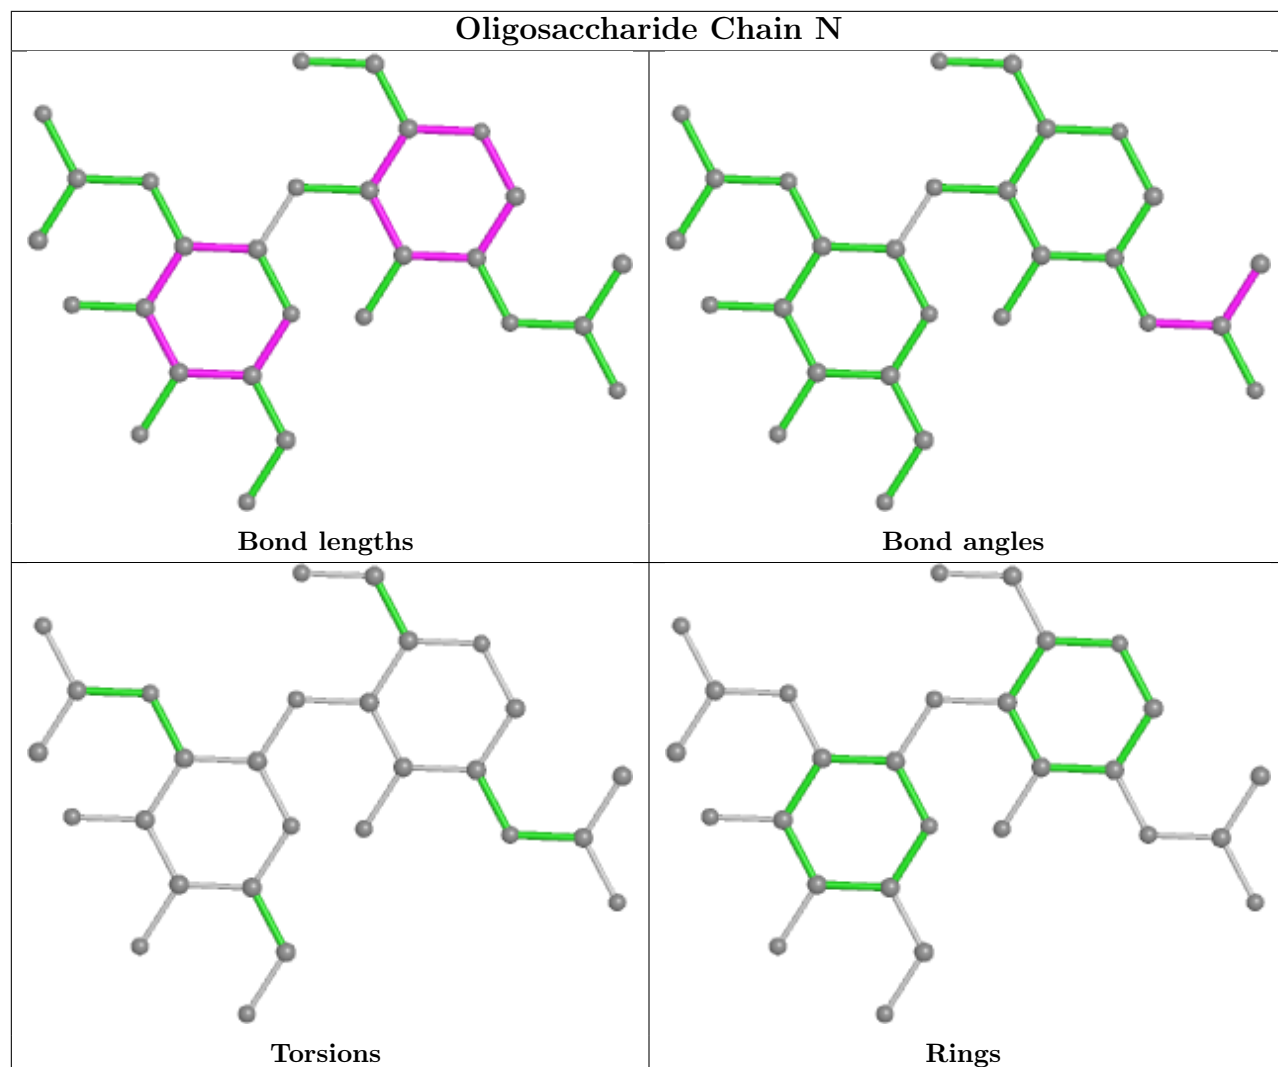 Oligosaccharide Chain N
Bond lengths
Bond angles
Torsions
Rings